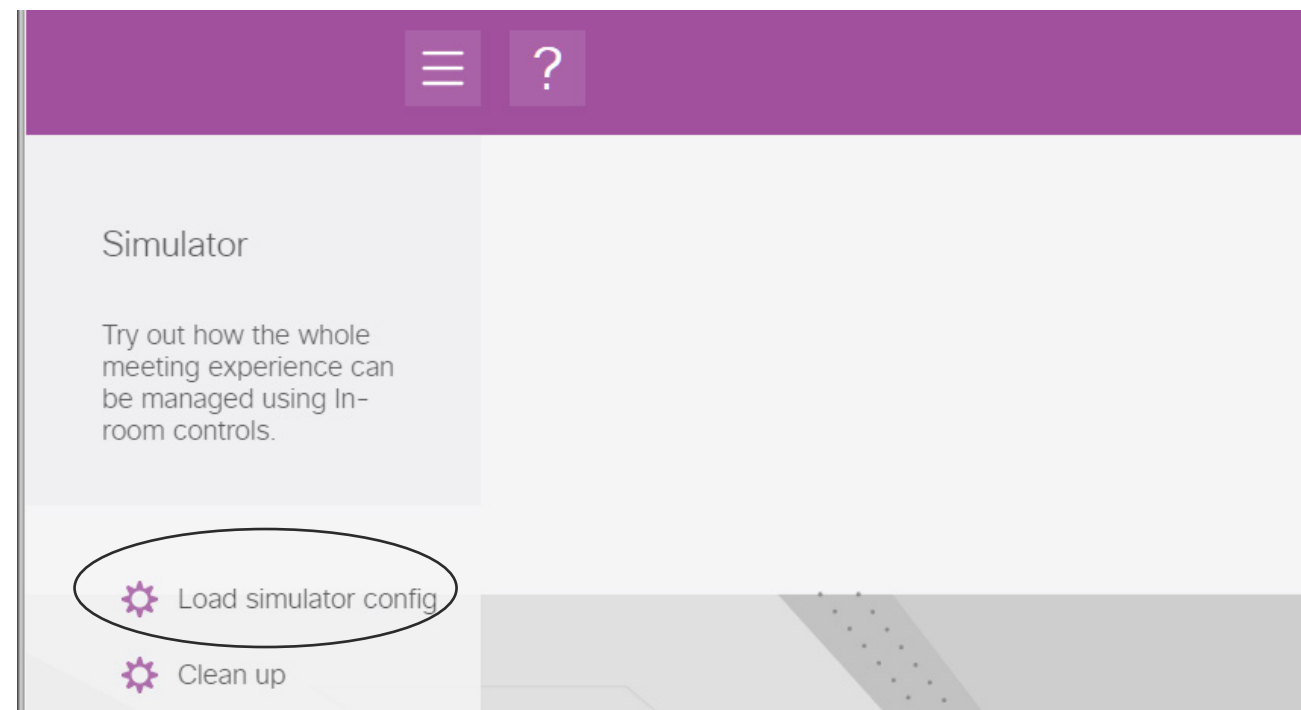 ?
Simulator
Try out how the whole
meeting experience can
be managed using In-
room controls.
Load simulator config
Clean up